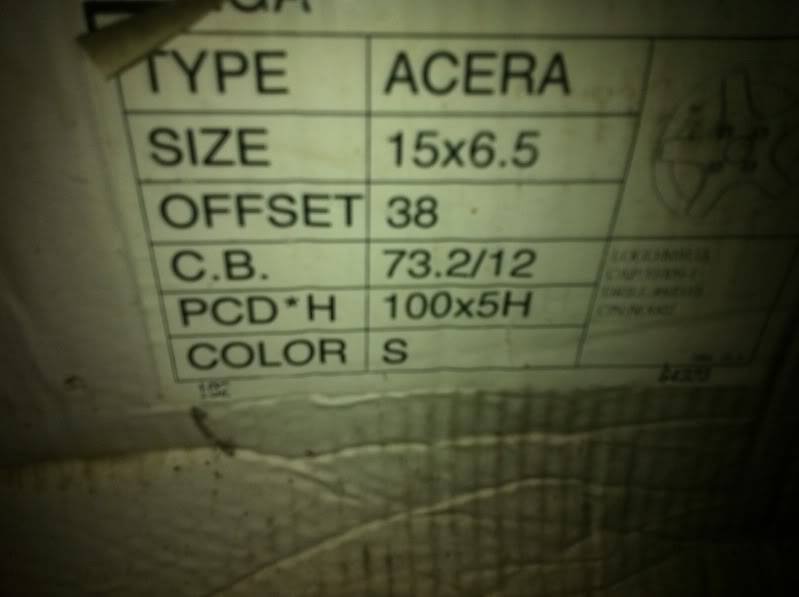 TYPE ACERA
SIZE 15x6.5
OFFSET 38
C.B. 73.2/12
PCD*H 100x5H
COLOR S